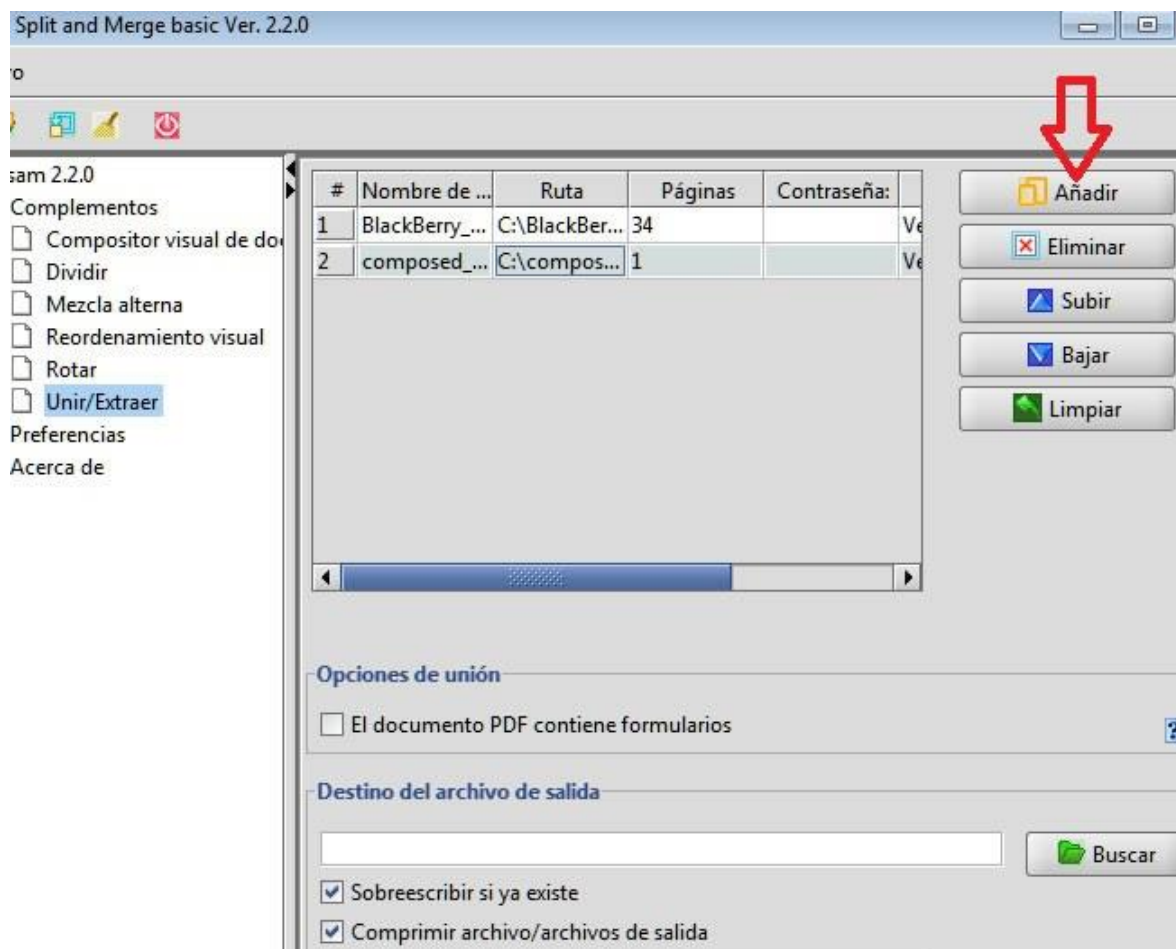 Split and Merge basic Ver. 2.2.0
o
sam 2.2.0
Complementos
Compositor visual de do
Dividir
Mezcla alterna
Reordenamiento visual
Rotar
Unir/Extraer
Preferencias
Acerca de
# Nombre de ... Ruta Páginas Contraseña:
1 BlackBerry_... C:\BlackBer... 34 Ve
2 composed_... C:\compos... 1 Ve
Añadir
Eliminar
Subir
Bajar
Limpiar
Opciones de unión
El documento PDF contiene formularios
?
Destino del archivo de salida
Buscar
Sobreescribir si ya existe
Comprimir archivo/archivos de salida